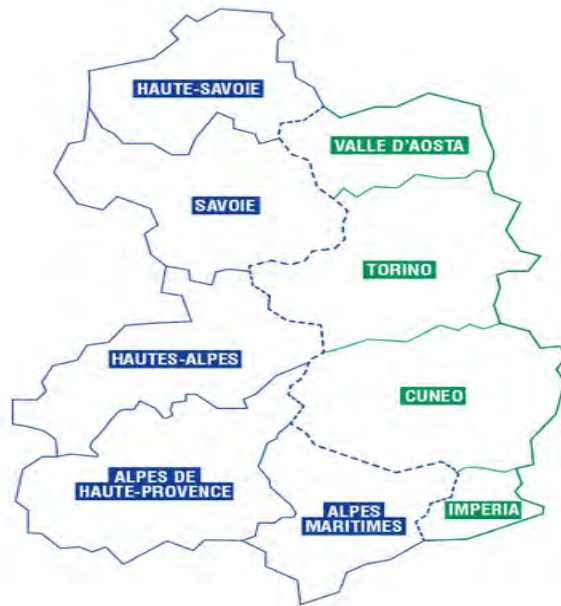 HAUTE-SAVOIE
VALLE D'AOSTA
SAVOIE
TORINO
HAUTES-ALPES
CUNEO
ALPES DE
HAUTE-PROVENCE
ALPES
MARITIMES
IMPERIA